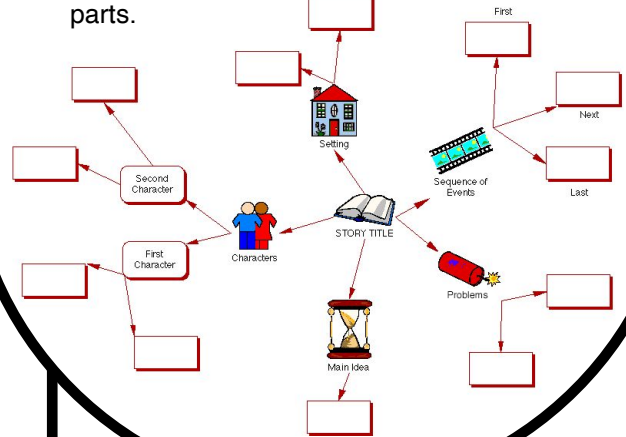 parts.
First
Next
Last
Setting
Sequence of
Events
Second
Character
STORY TITLE
Characters
First
Character
Problems
Main Idea